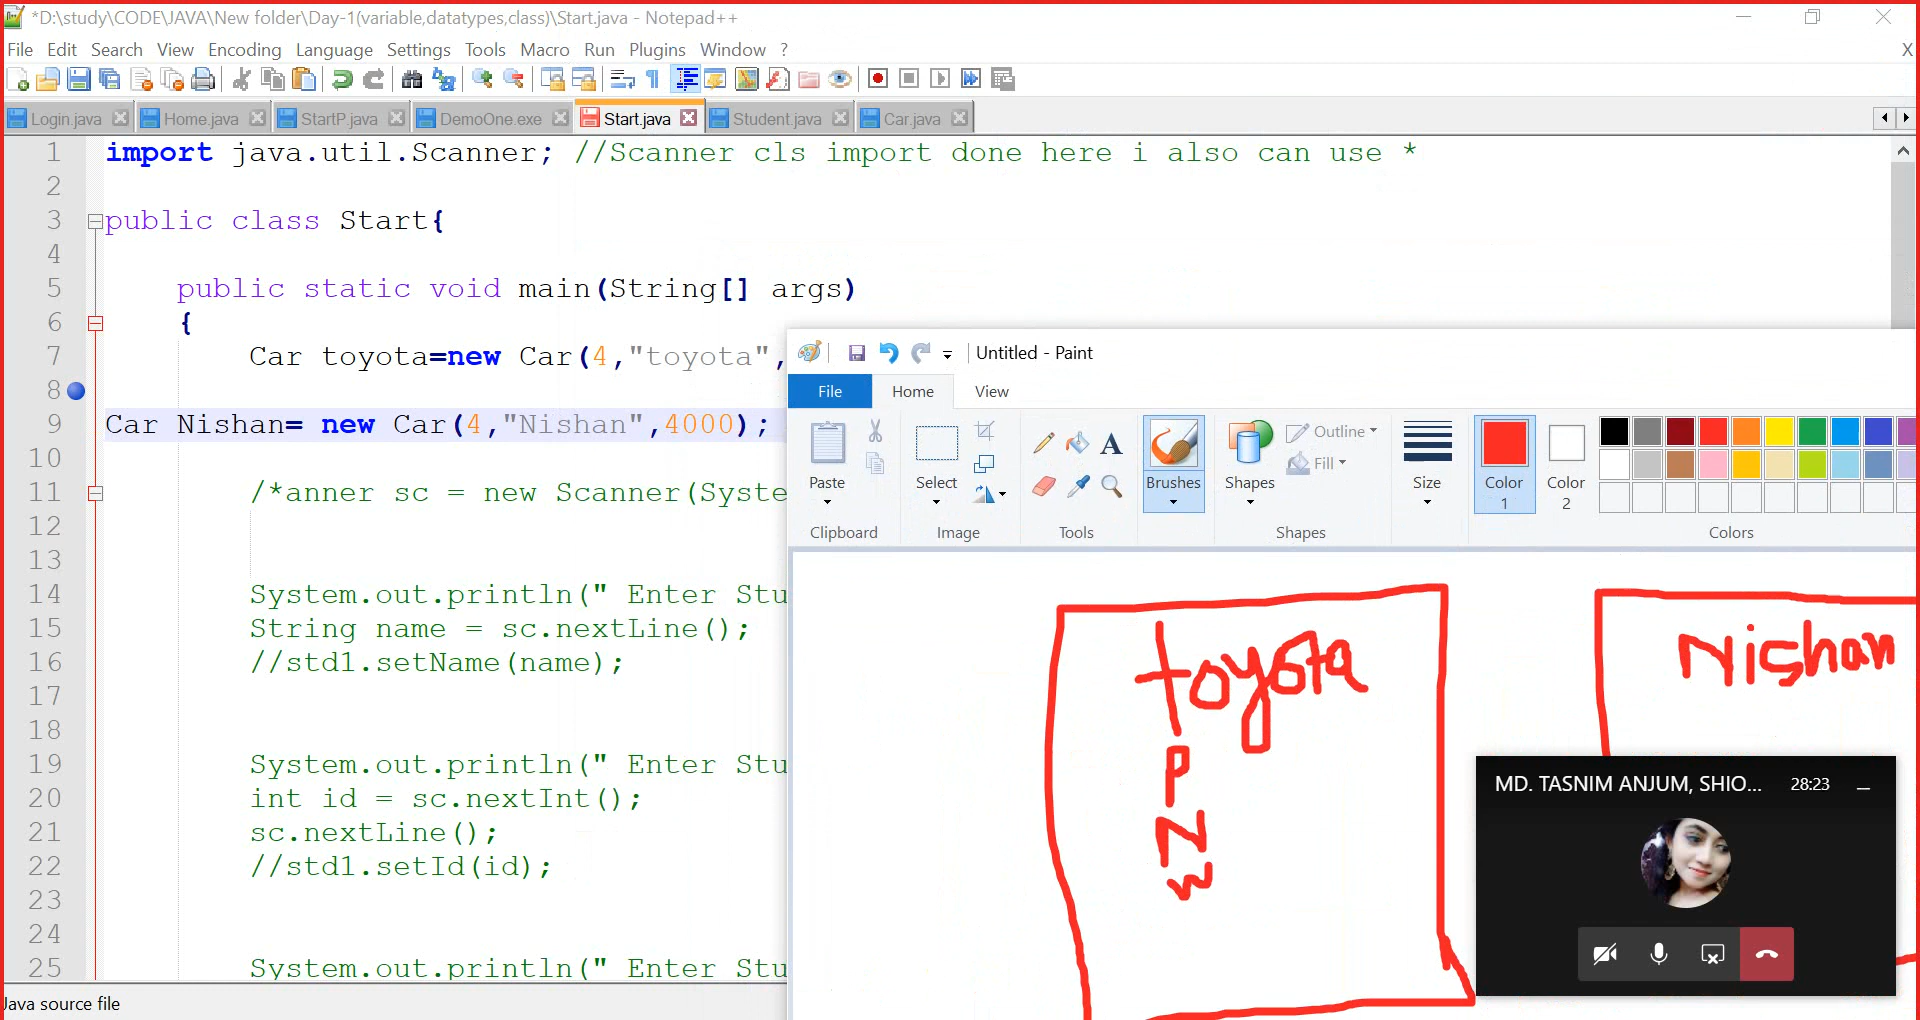 *D:\study\CODE\JAVA\New folder\Day-1(variable,datatypes,class)\Start.java - Notepad++
File Edit Search View Encoding Language Settings Tools Macro Run Plugins Window ? X
Login.java Home.java StartP.java DemoOne.exe Start.java Student.java Car.java
1 import java.util.Scanner; //Scanner cls import done here i also can use *
2
3 public class Start{
4
5 public static void main(String[] args)
6 {
7 Car toyota=new Car(4,"toyota",
8
9 Car Nishan= new Car(4,"Nishan",4000);
10
11 /*anner sc = new Scanner(Syste
12
13
14 System.out.println(" Enter Stu
15 String name = sc.nextLine();
16 //std1.setName(name);
17
18
19 System.out.println(" Enter Stu
20 int id = sc.nextInt();
21 sc.nextLine();
22 //std1.setId(id);
23
24
25 System.out.println(" Enter Stu
Java source file
Untitled - Paint
File Home View
Paste Select Brushes Shapes Outline Fill Size Color 1 Color 2
Clipboard Image Tools Shapes Colors
toyota
P
N
W
Nishan
MD. TASNIM ANJUM, SHIO... 28:23